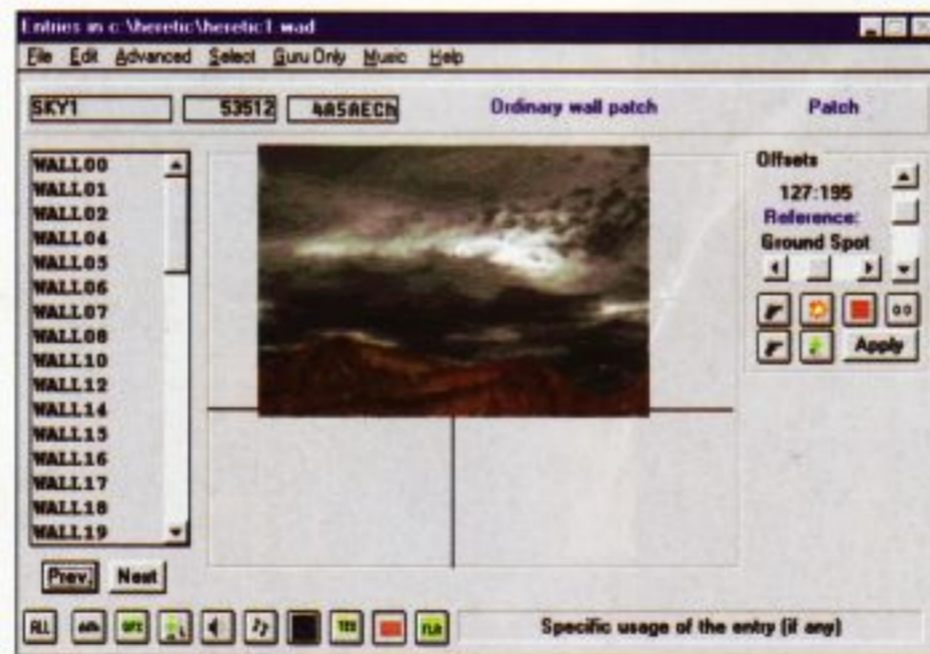 Entries in c:\heretic\heretic1.wad
File Edit Advanced Select Guru Only Music Help
SKY1 53512 4A5AECh Ordinary wall patch Patch
WALL00
WALL01
WALL02
WALL04
WALL05
WALL06
WALL07
WALL08
WALL10
WALL12
WALL14
WALL15
WALL16
WALL17
WALL18
WALL19
Offsets
127:195
Reference:
Ground Spot
Apply
Prev. Next
ALL TEX FLR
Specific usage of the entry (if any)